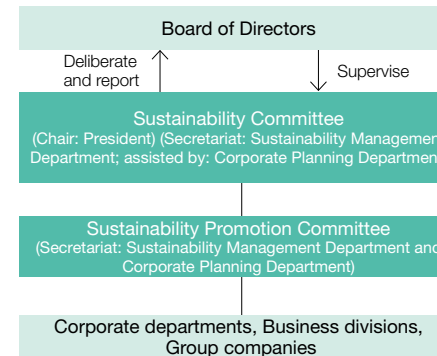 Board of Directors
Deliberate
and report
Supervise
Sustainability Committee
(Chair: President) (Secretariat: Sustainability Managemen
Department; assisted by: Corporate Planning Departmen
Sustainability Promotion Committee
(Secretariat: Sustainability Management Department and
Corporate Planning Department)
Corporate departments, Business divisions,
Group companies